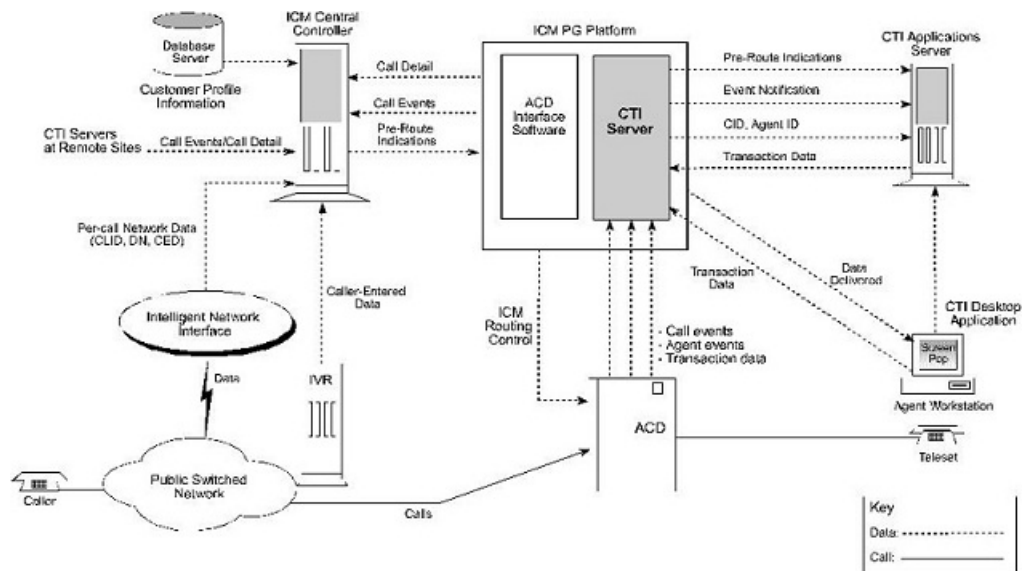 ICM Central
Controller
ICM PG Platform
CTI Applications
Server
Database
Server
Customer Profile
Information
Call Detail
Call Events
Pre-Route
Indications
CTI Servers
at Remote Sites
Call Events/Call Detail
ACD
Interface
Software
CTI
Server
Pre-Route Indications
Event Notification
CID, Agent ID
Transaction Data
Per-call Network Data
(CLID, DN, CED)
Caller-Entered
Data
Intelligent Network
Interface
Data
IVR
ICM
Routing
Control
- Call events
- Agent events
- Transaction data
Transaction
Data
Data
Delivered
CTI Desktop
Application
Screen
Pop
Agent Workstation
Teleset
ACD
Caller
Public Switched
Network
Calls
Key
Data:
Call: